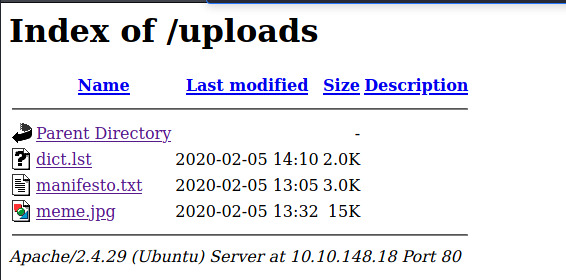 Index of /uploads
Name Last modified Size Description
Parent Directory -
dict.lst 2020-02-05 14:10 2.0K
manifesto.txt 2020-02-05 13:05 3.0K
meme.jpg 2020-02-05 13:32 15K
Apache/2.4.29 (Ubuntu) Server at 10.10.148.18 Port 80